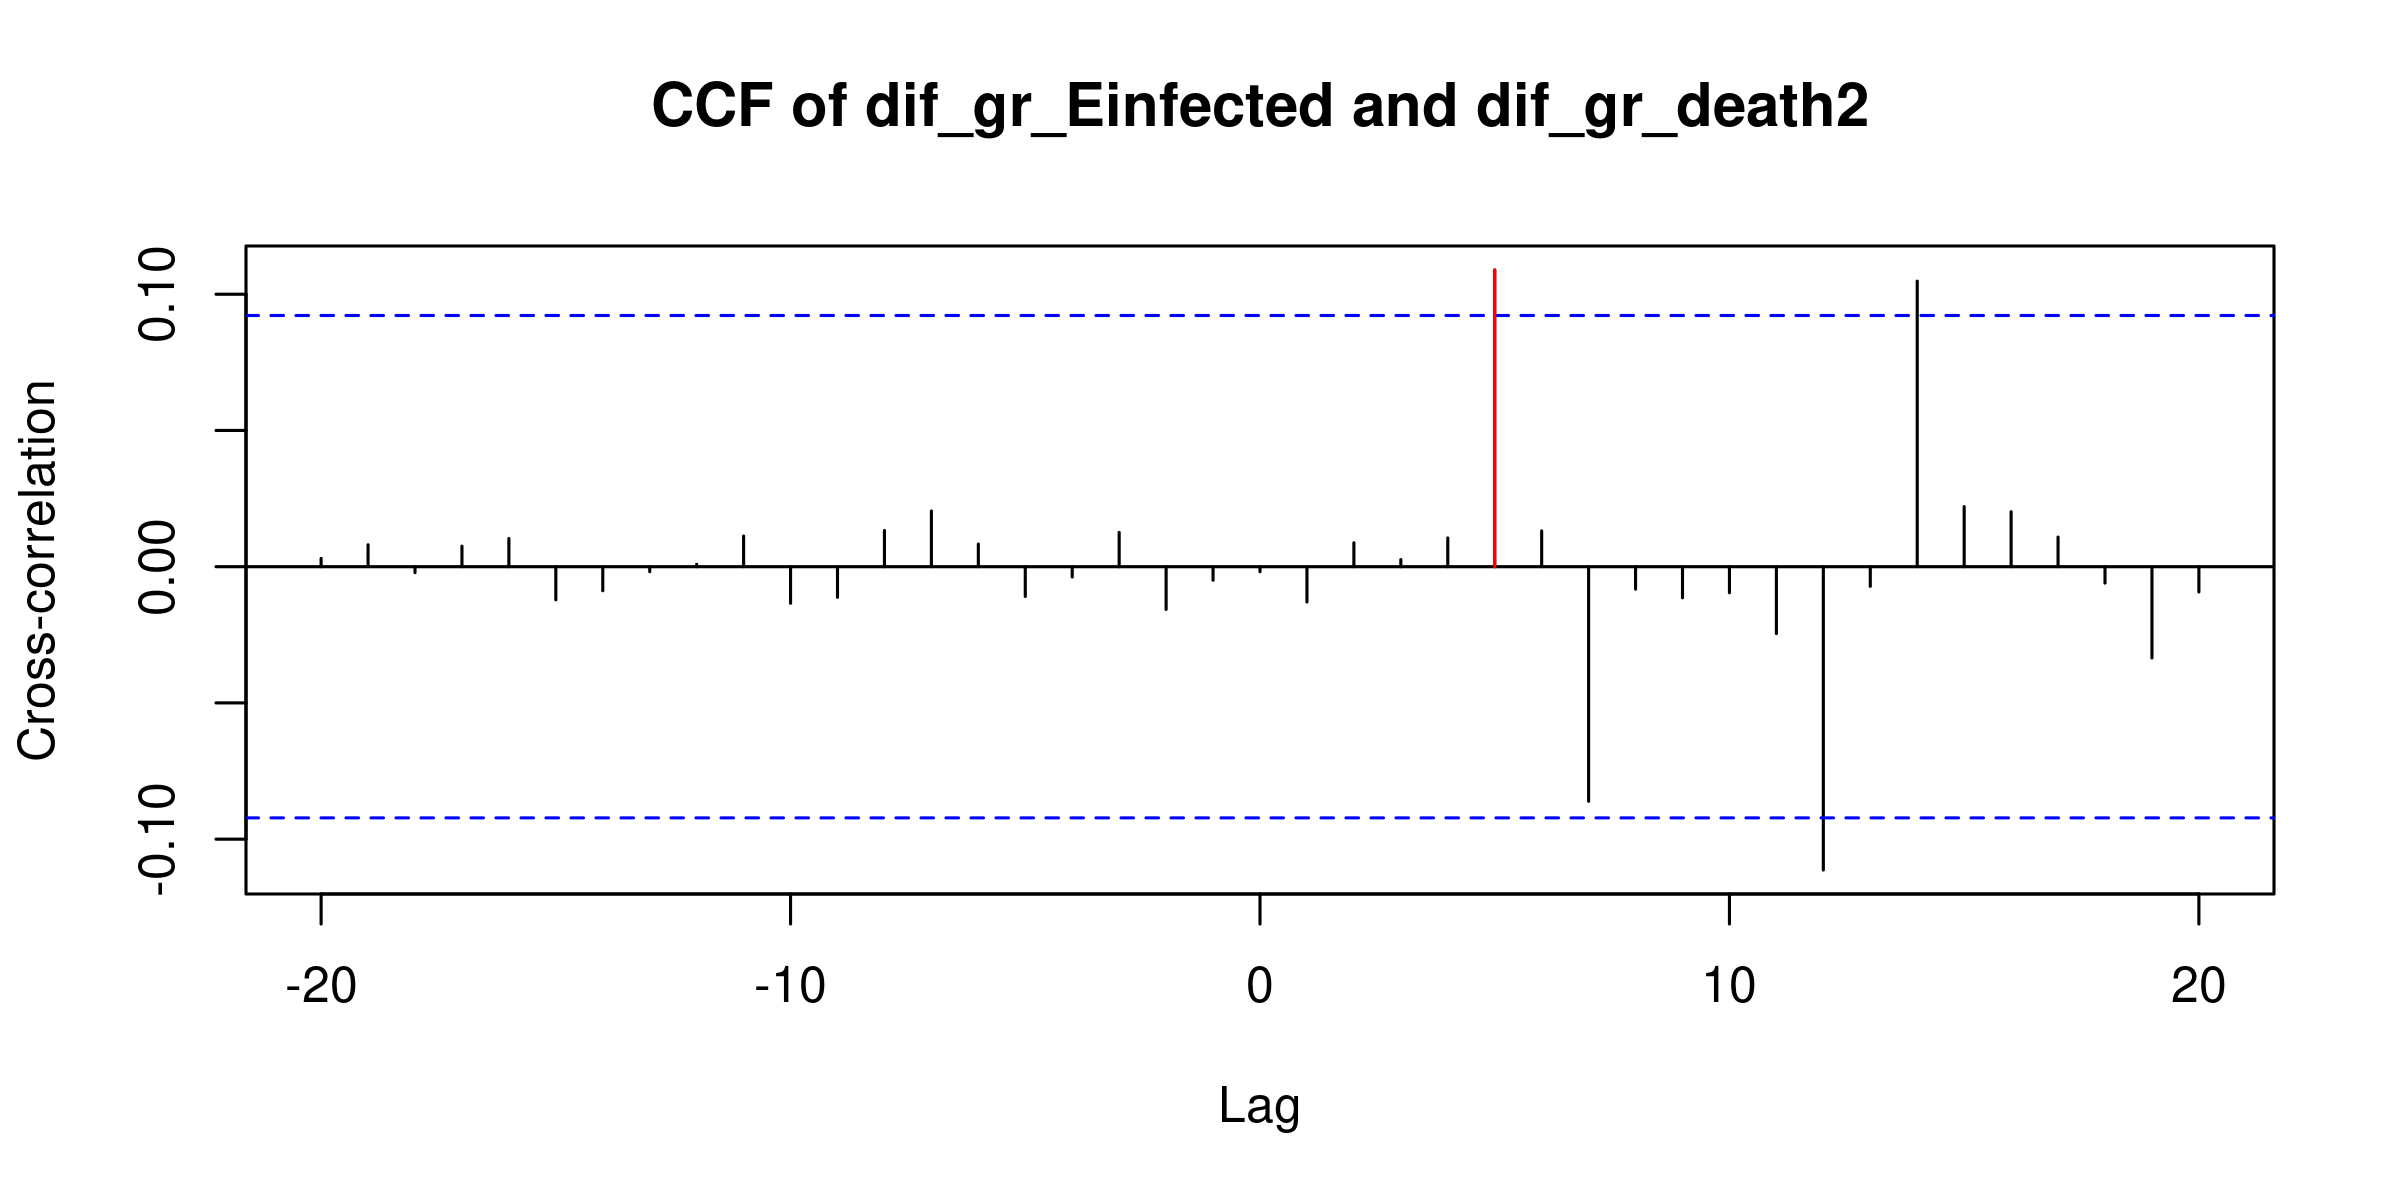 CCF of dif_gr_Einfected and dif_gr_death2
Cross-correlation
0.10
0.00
-0.10
-20
-10
0
10
20
Lag